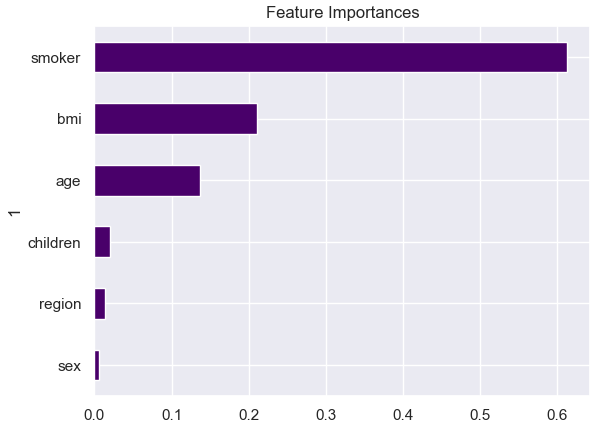 Feature Importances
smoker
bmi
age
children
region
sex
1
0.0 0.1 0.2 0.3 0.4 0.5 0.6